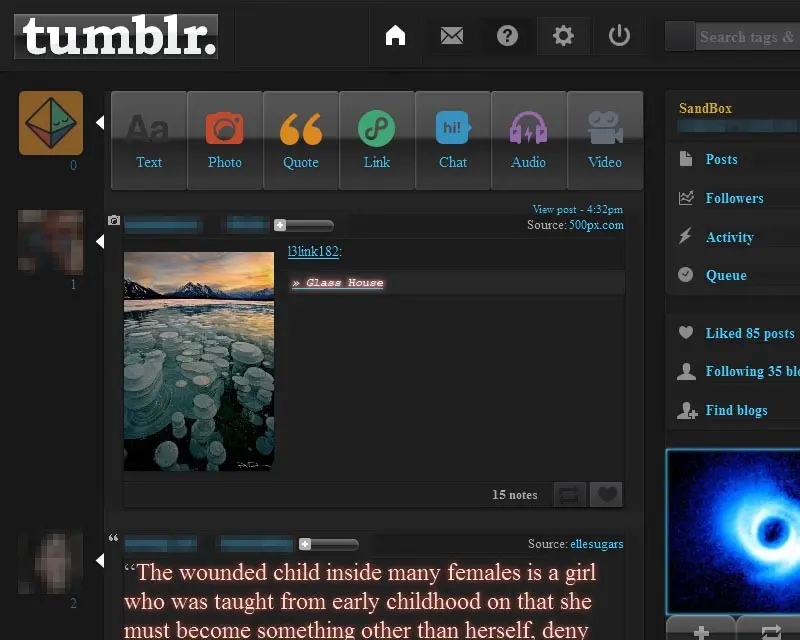 tumblr.
Search tags &
0
Aa
Text
Photo
Quote
Link
hi!
Chat
Audio
Video
SandBox
Posts
Followers
Activity
Queue
Liked 85 posts
Following 35 blo
Find blogs
1
View post - 4:32pm
Source: 500px.com
l3link182:
» Glass House
15 notes
2
Source: ellesugars
“The wounded child inside many females is a girl
who was taught from early childhood on that she
must become something other than herself, deny